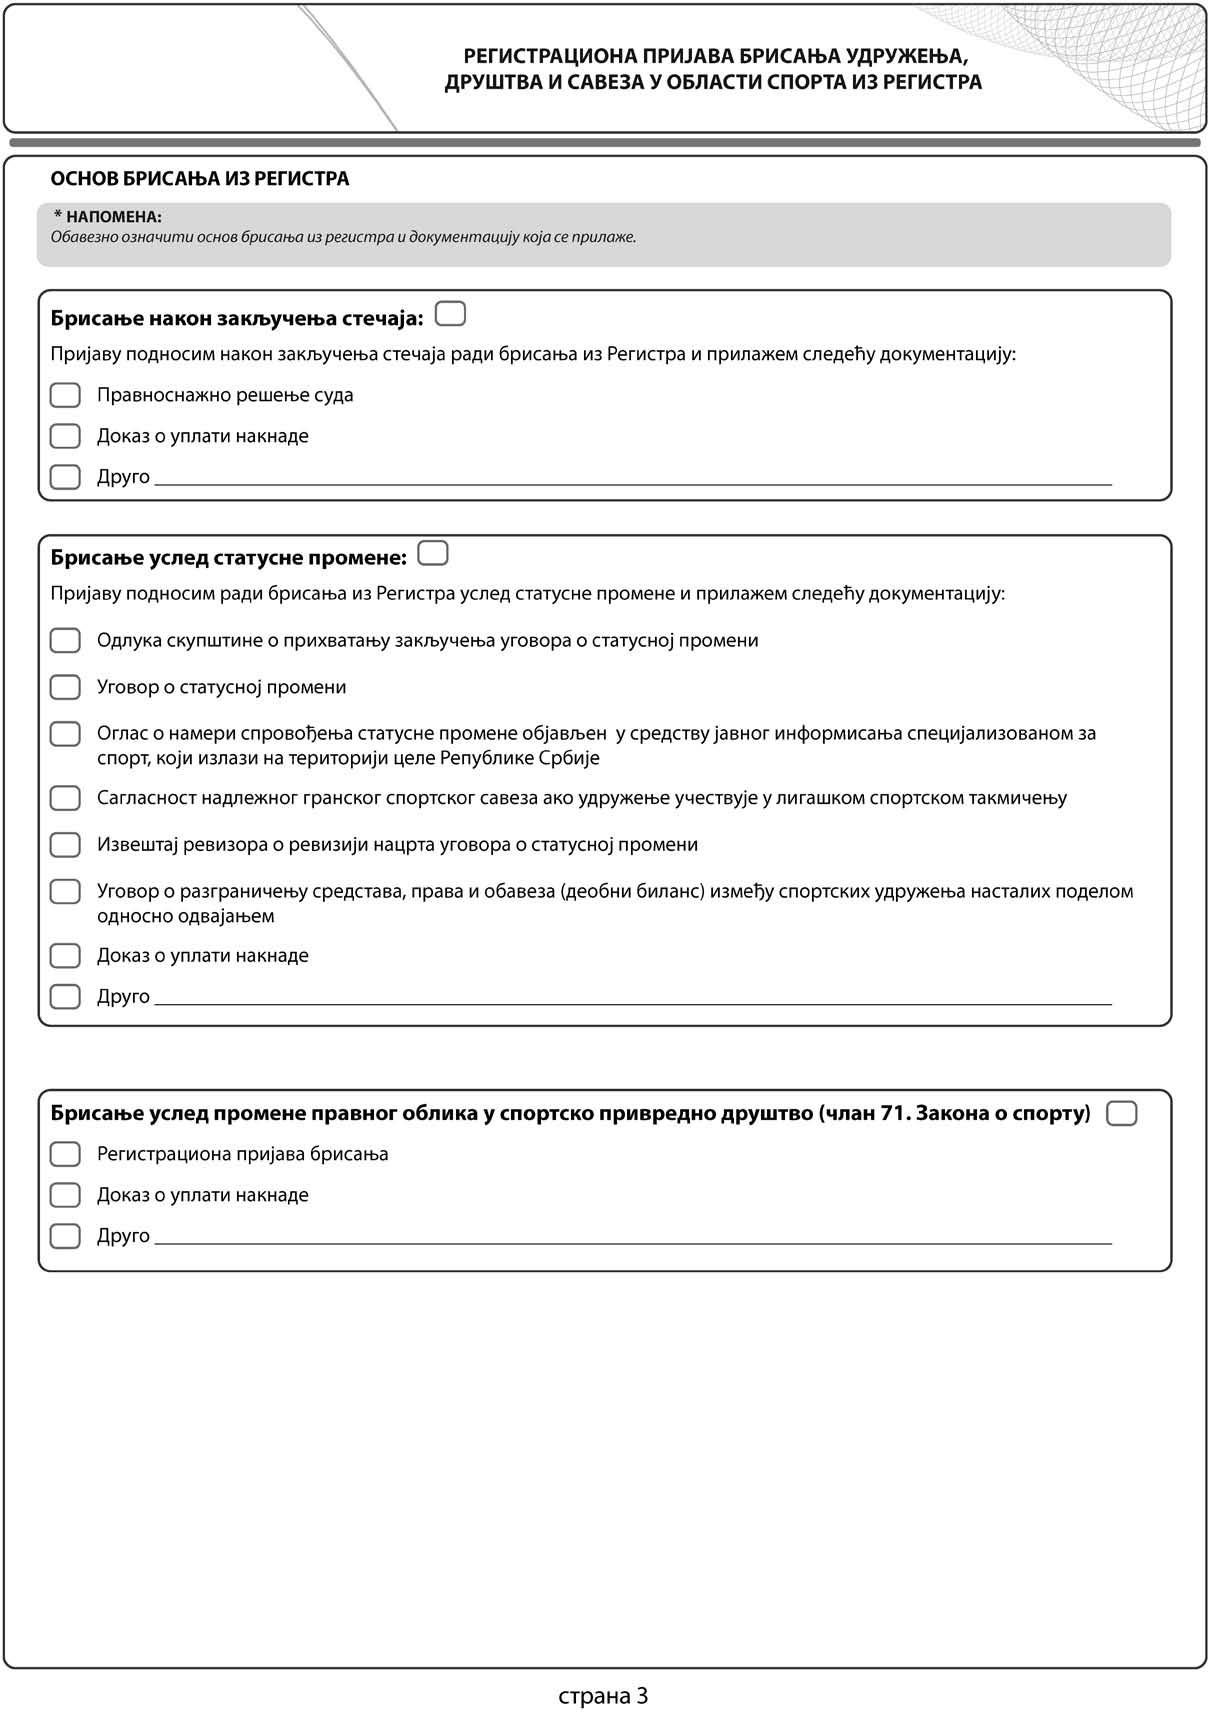 РЕГИСТРАЦИОНА ПРИЈАВА БРИСАЊА УДРУЖЕЊА,
ДРУШТВА И САВЕЗА У ОБЛАСТИ СПОРТА ИЗ РЕГИСТРА
ОСНОВ БРИСАЊА ИЗ РЕГИСТРА
* НАПОМЕНА:
Обавезно означити основ брисања из регистра и документацију која се прилаже.
Брисање након закључења стечаја:
Пријаву подносим након закључења стечаја ради брисања из Регистра и прилажем следећу документацију:
Правноснажно решење суда
Доказ о уплати накнаде
Друго
Брисање услед статусне промене:
Пријаву подносим ради брисања из Регистра услед статусне промене и прилажем следећу документацију:
Одлука скупштине о прихватању закључења уговора о статусној промени
Уговор о статусној промени
Оглас о намери спровођења статусне промене објављен у средству јавног информисања специјализованом за
спорт, који излази на територији целе Републике Србије
Сагласност надлежног гранског спортског савеза ако удружење учествује у лигашком спортском такмичењу
Извештај ревизора о ревизији нацрта уговора о статусној промени
Уговор о разграничењу средстава, права и обавеза (деобни биланс) између спортских удружења насталих поделом
односно одвајањем
Доказ о уплати накнаде
Друго
Брисање услед промене правног облика у спортско привредно друштво (члан 71. Закона о спорту)
Регистрациона пријава брисања
Доказ о уплати накнаде
Друго
страна 3